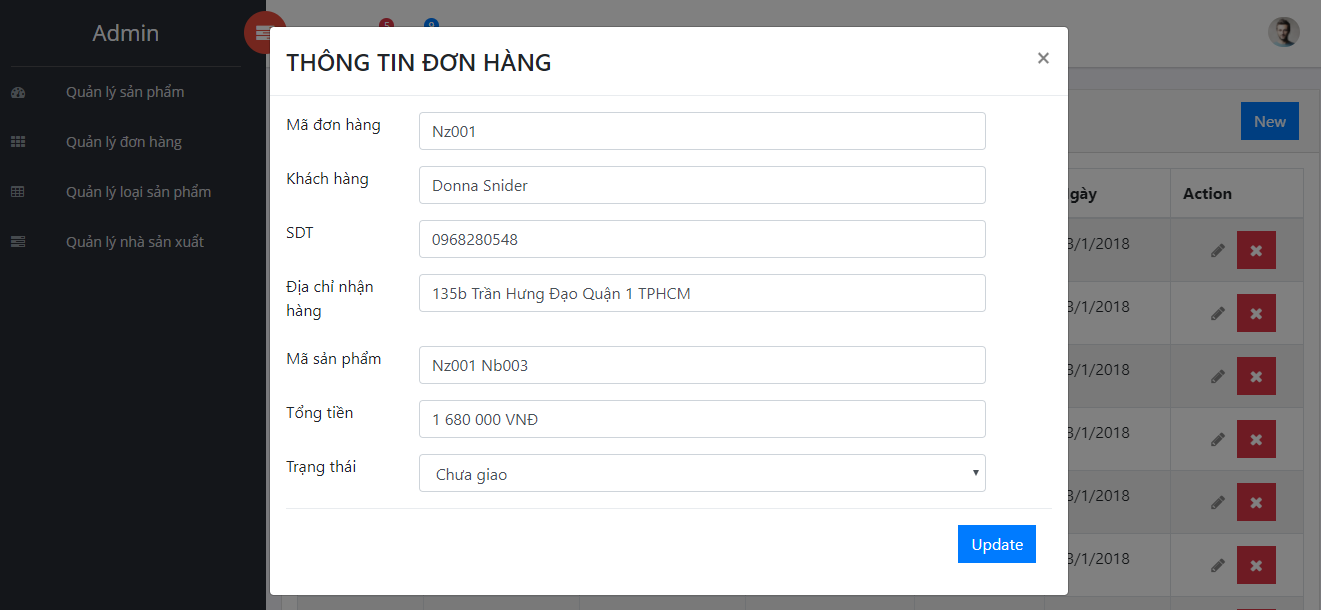 Admin
5
9
Quản lý sản phẩm
Quản lý đơn hàng
Quản lý loại sản phẩm
Quản lý nhà sản xuất
THÔNG TIN ĐƠN HÀNG
×
Mã đơn hàng
Nz001
Khách hàng
Donna Snider
SDT
0968280548
Địa chỉ nhận
hàng
135b Trần Hưng Đạo Quận 1 TPHCM
Mã sản phẩm
Nz001 Nb003
Tổng tiền
1 680 000 VNĐ
Trạng thái
Chưa giao
Update
New
gày
Action
3/1/2018
3/1/2018
3/1/2018
3/1/2018
3/1/2018
3/1/2018